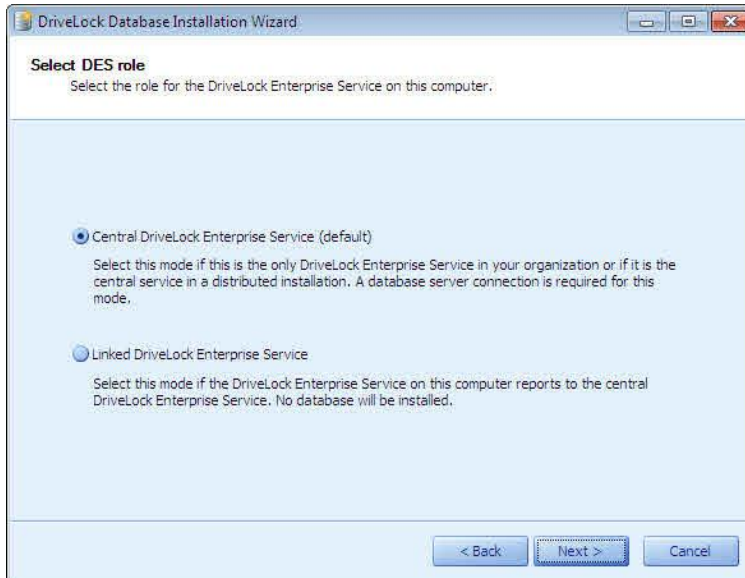 DriveLock Database Installation Wizard
Select DES role
Select the role for the DriveLock Enterprise Service on this computer.
Central DriveLock Enterprise Service (default)
Select this mode if this is the only DriveLock Enterprise Service in your organization or if it is the
central service in a distributed installation. A database server connection is required for this
mode.
Linked DriveLock Enterprise Service
Select this mode if the DriveLock Enterprise Service on this computer reports to the central
DriveLock Enterprise Service. No database will be installed.
< Back Next > Cancel